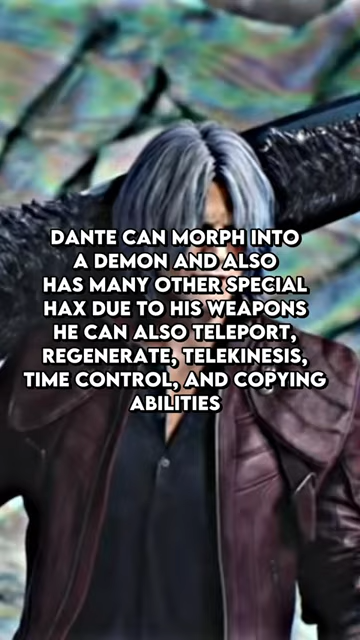 DANTE CAN MORPH INTO
A DEMON AND ALSO
HAS MANY OTHER SPECIAL
HAX DUE TO HIS WEAPONS
HE CAN ALSO TELEPORT,
REGENERATE, TELEKINESIS,
TIME CONTROL, AND COPYING
ABILITIES